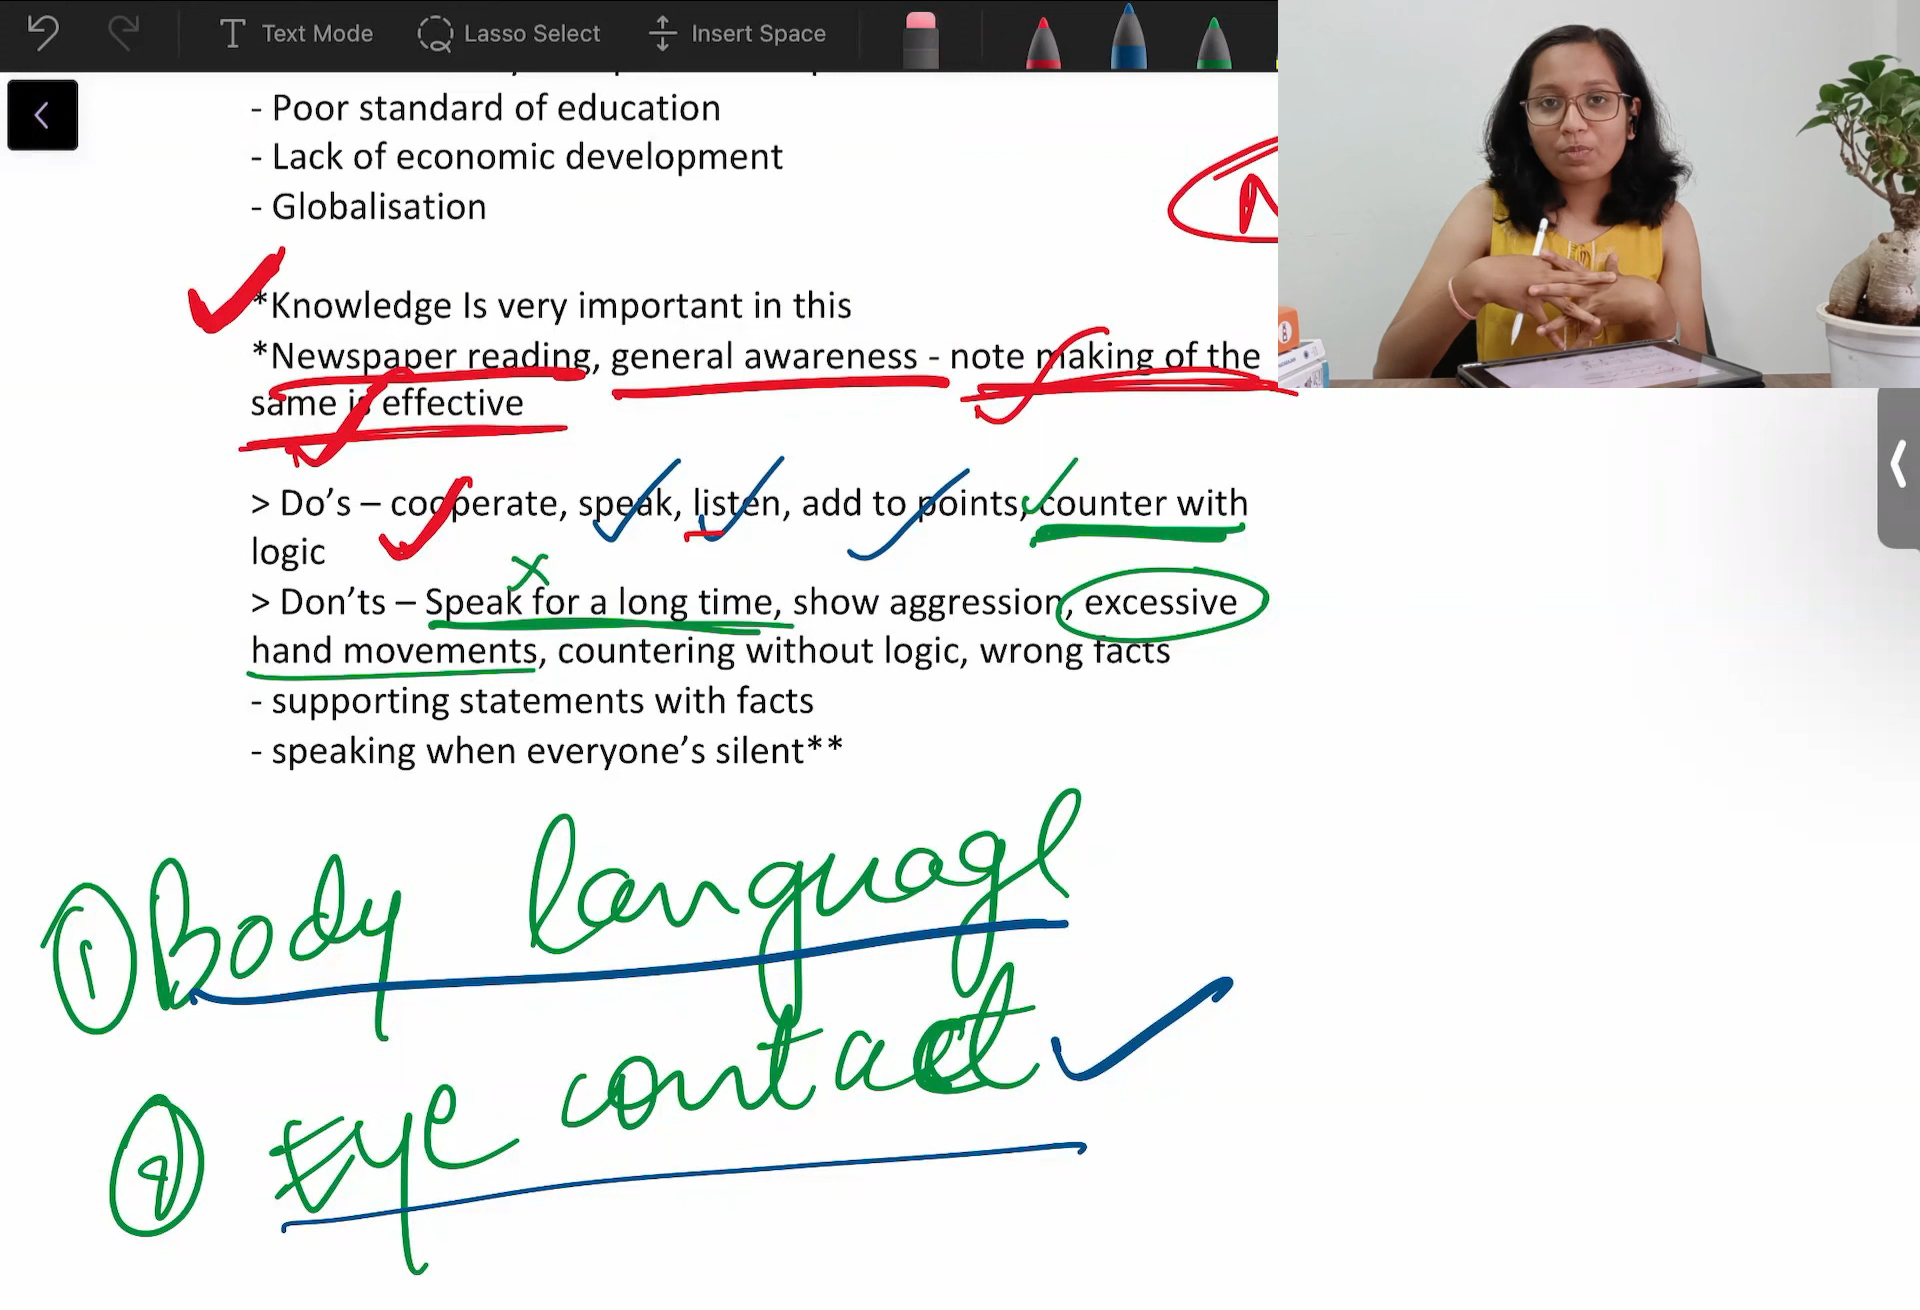 Text Mode Lasso Select Insert Space
- Poor standard of education
- Lack of economic development
- Globalisation
*Knowledge Is very important in this
*Newspaper reading, general awareness - note making of the
same is effective
> Do's – cooperate, speak, listen, add to points, counter with
logic
> Don'ts – Speak for a long time, show aggression, excessive
hand movements, countering without logic, wrong facts
- supporting statements with facts
- speaking when everyone's silent**
① Body language
② Eye contact